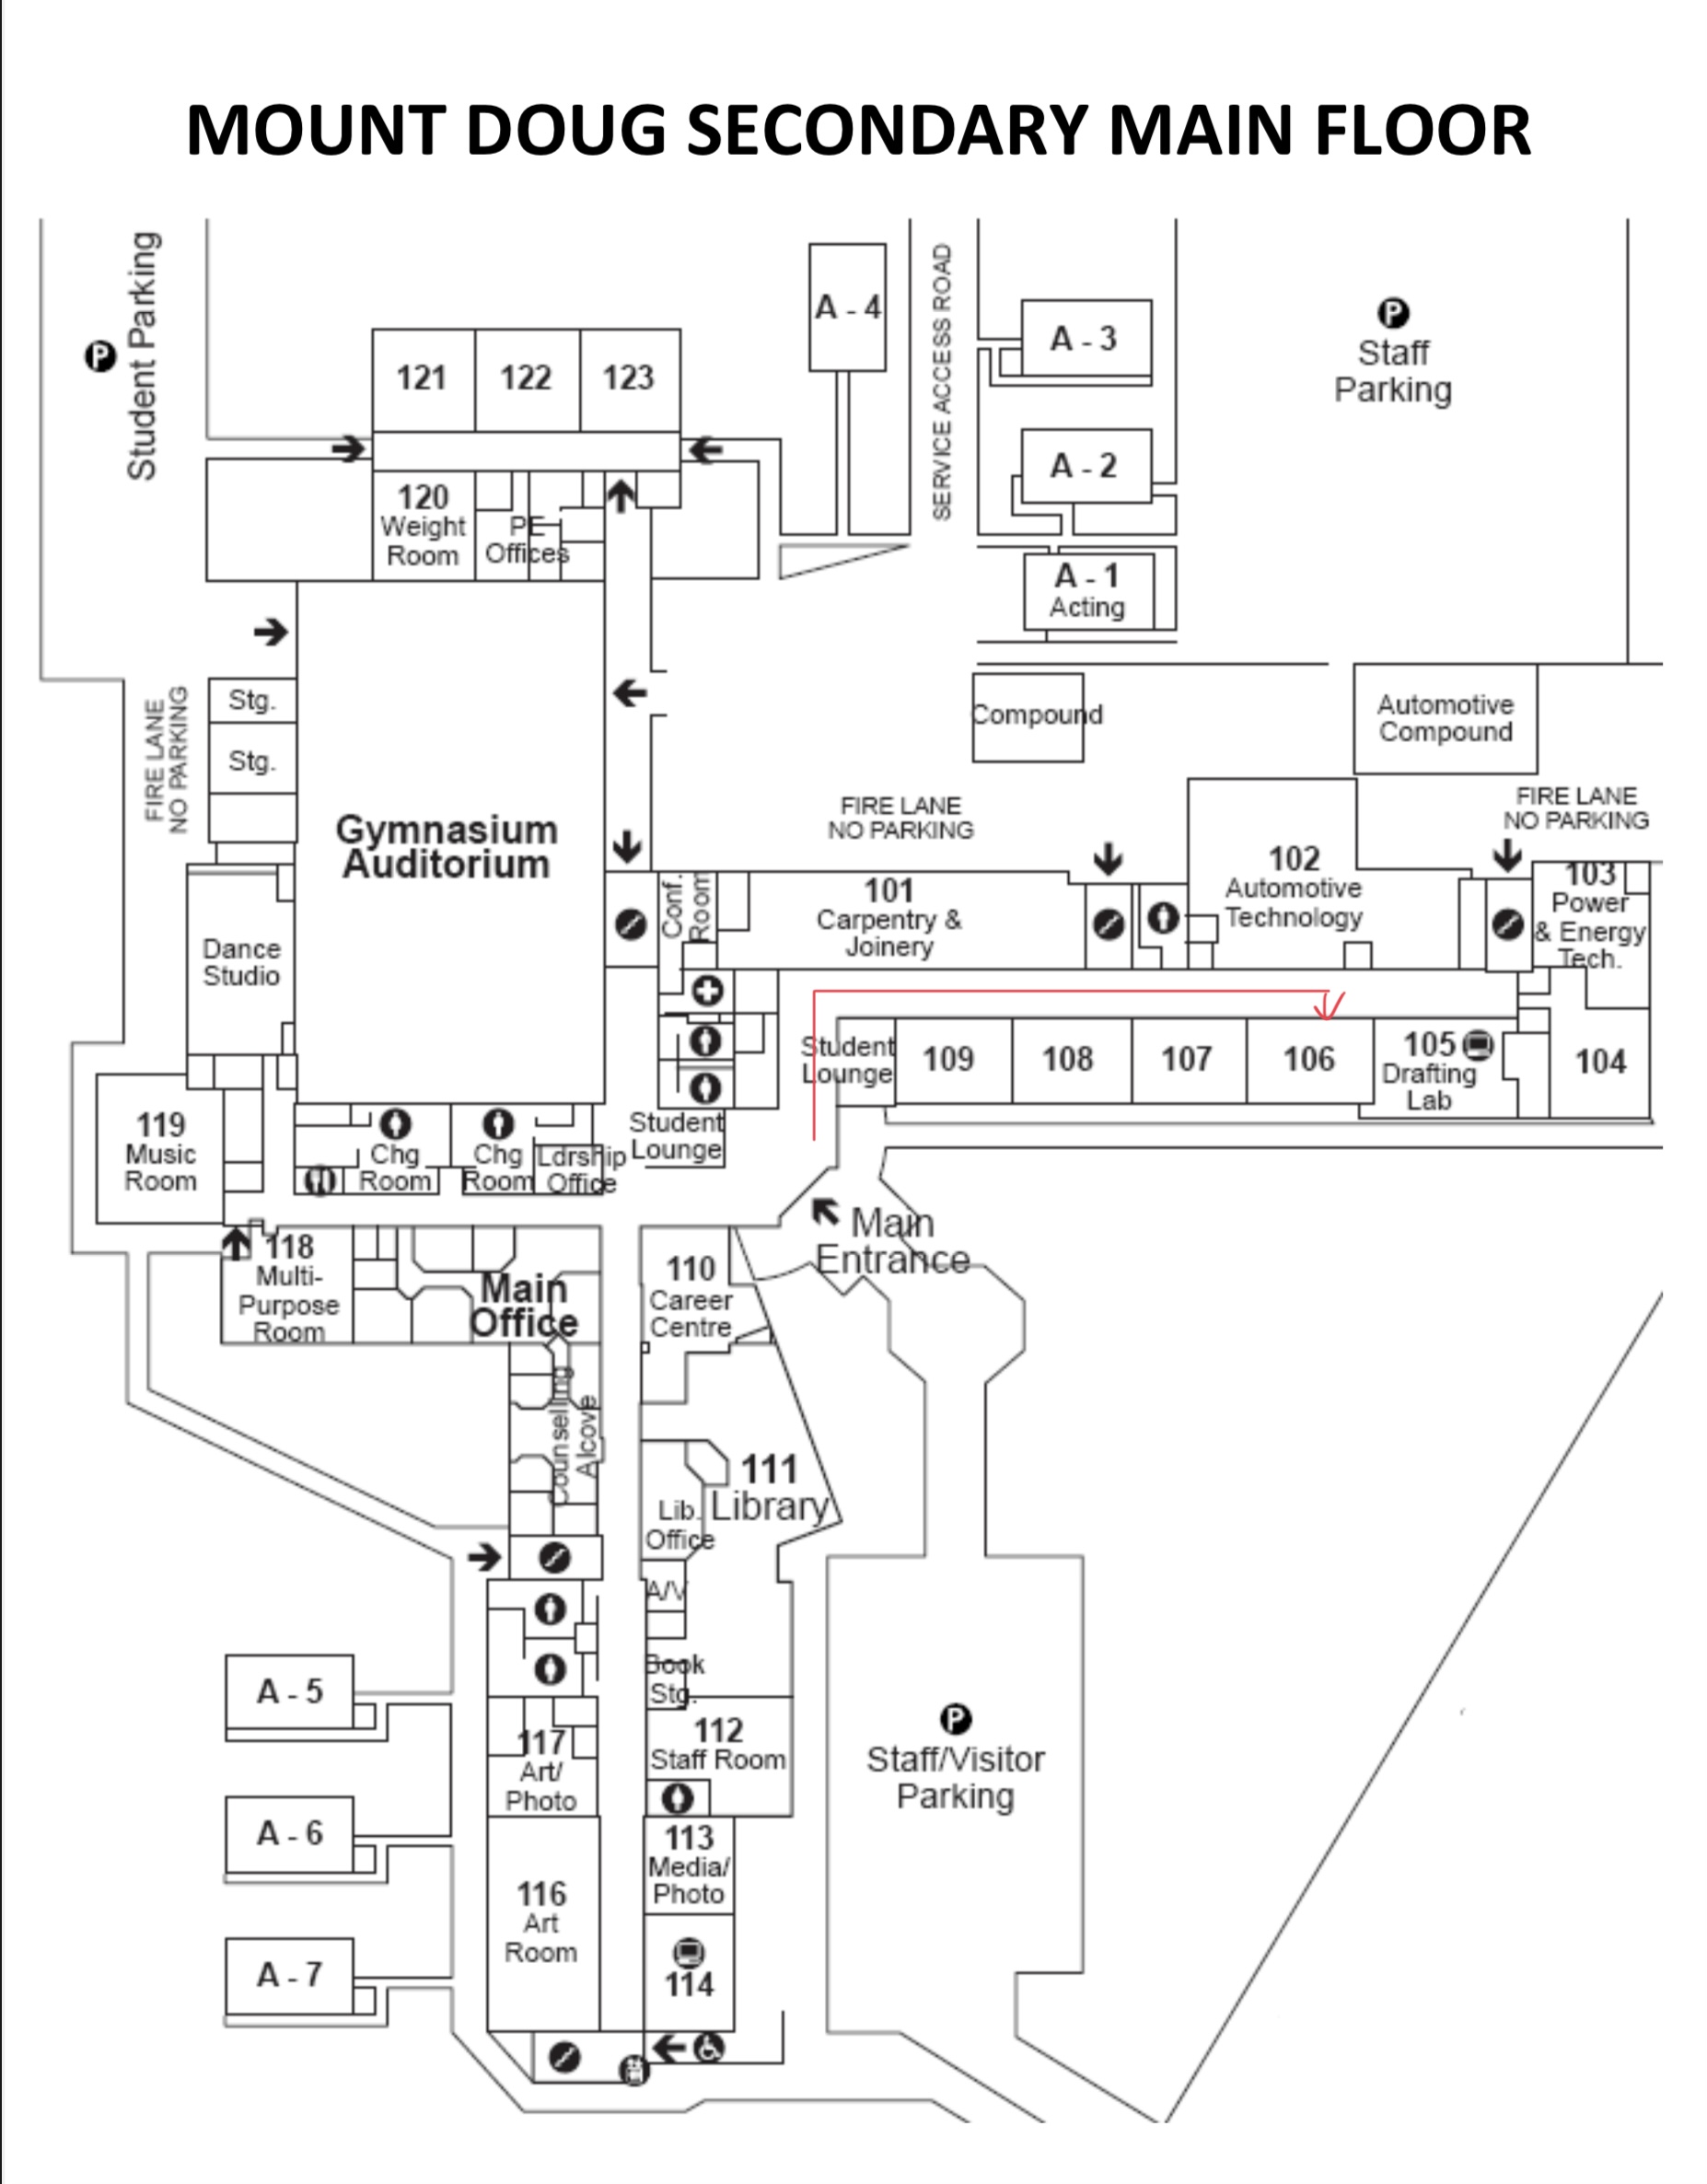 MOUNT DOUG SECONDARY MAIN FLOOR
P
Student Parking
121
122
123
A - 4
SERVICE ACCESS ROAD
A - 3
P
Staff
Parking
A - 2
120
Weight
Room
PE
Offices
A - 1
Acting
Stg.
Stg.
FIRE LANE
NO PARKING
Compound
Automotive
Compound
FIRE LANE
NO PARKING
FIRE LANE
NO PARKING
Gymnasium
Auditorium
Conf.
Room
101
Carpentry &
Joinery
102
Automotive
Technology
103
Power
& Energy
Tech.
Dance
Studio
Student
Lounge
109
108
107
106
105
Drafting
Lab
104
119
Music
Room
Chg
Room
Chg
Room
Ldrship
Office
Student
Lounge
Main
Entrance
118
Multi-
Purpose
Room
Main
Office
110
Career
Centre
Counselling
Alcove
111
Library
Lib.
Office
A/V
Book
Stg.
A - 5
117
Art/
Photo
112
Staff Room
P
Staff/Visitor
Parking
A - 6
113
Media/
Photo
116
Art
Room
A - 7
114